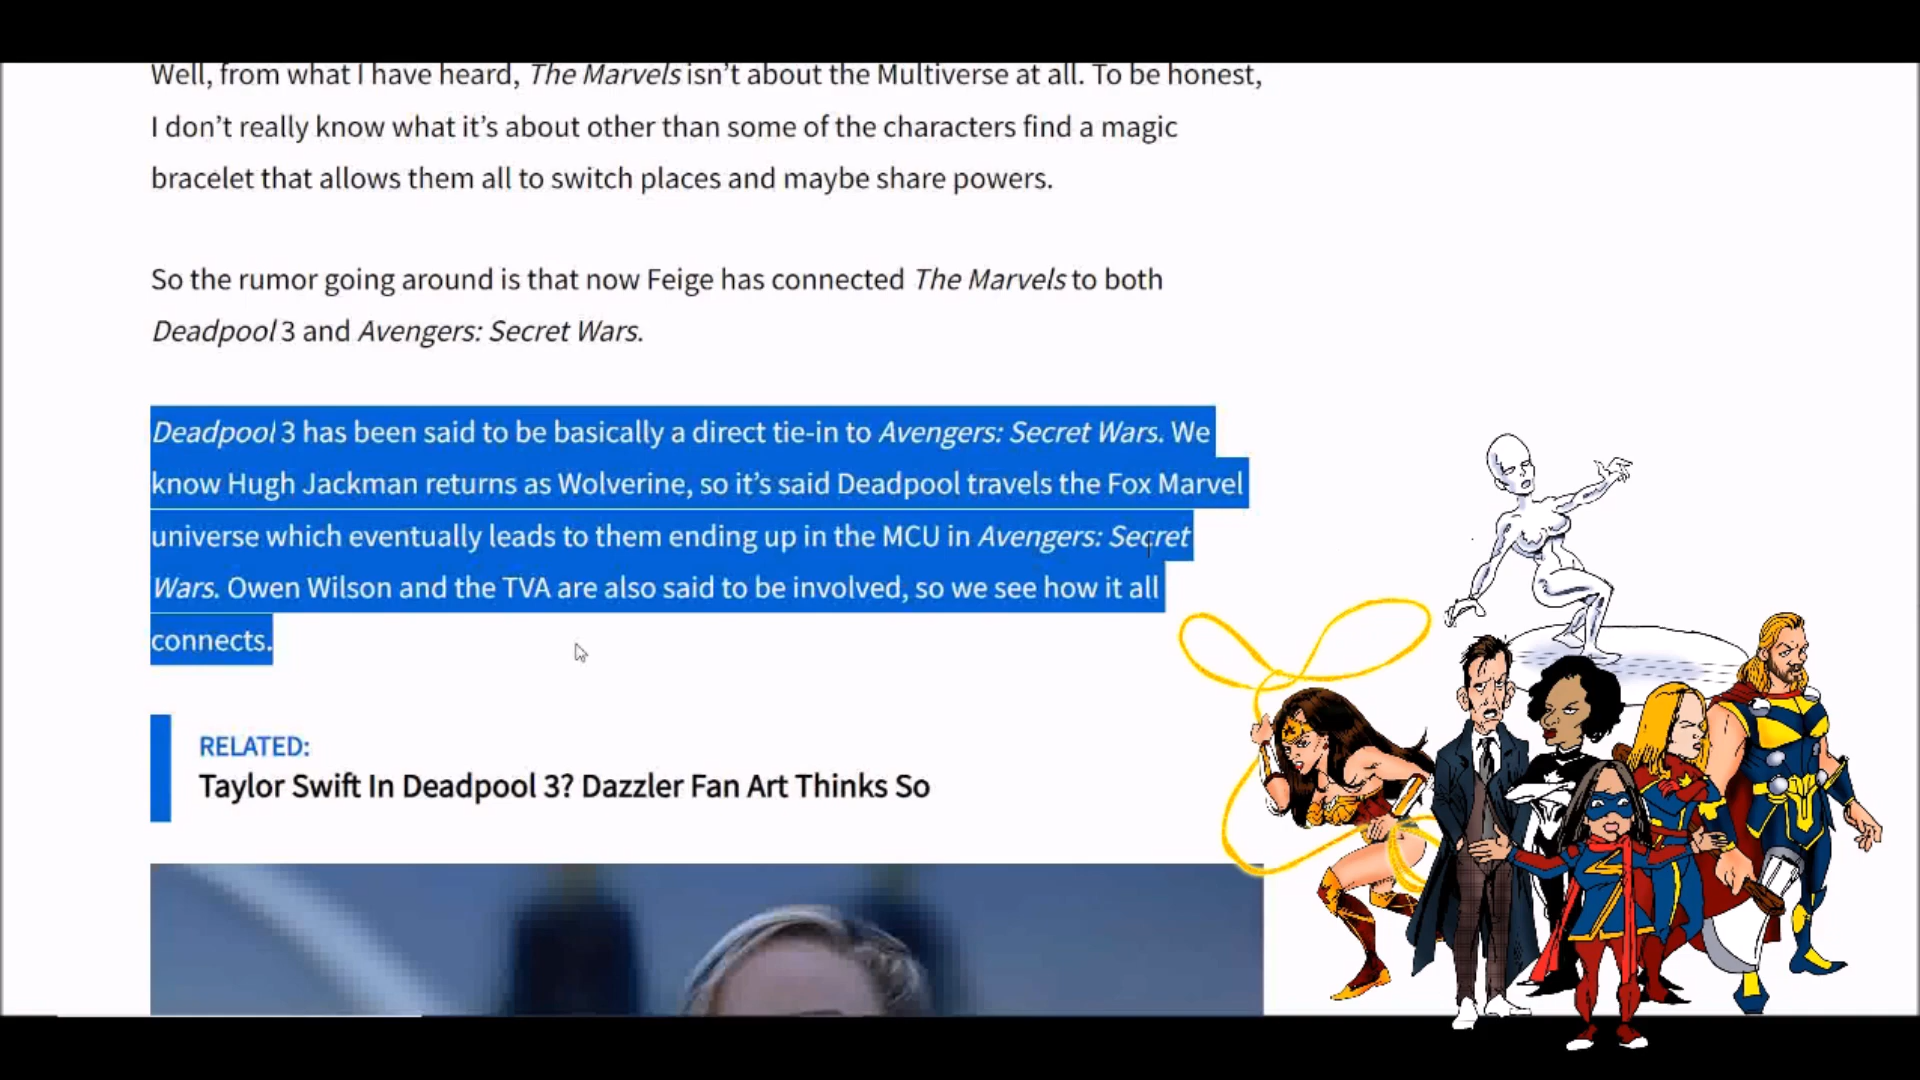 Well, from what I have heard, The Marvels isn’t about the Multiverse at all. To be honest,
I don’t really know what it’s about other than some of the characters find a magic
bracelet that allows them all to switch places and maybe share powers.
So the rumor going around is that now Feige has connected The Marvels to both
Deadpool 3 and Avengers: Secret Wars.
Deadpool 3 has been said to be basically a direct tie-in to Avengers: Secret Wars. We
know Hugh Jackman returns as Wolverine, so it’s said Deadpool travels the Fox Marvel
universe which eventually leads to them ending up in the MCU in Avengers: Secret
Wars. Owen Wilson and the TVA are also said to be involved, so we see how it all
connects.
RELATED:
Taylor Swift In Deadpool 3? Dazzler Fan Art Thinks So